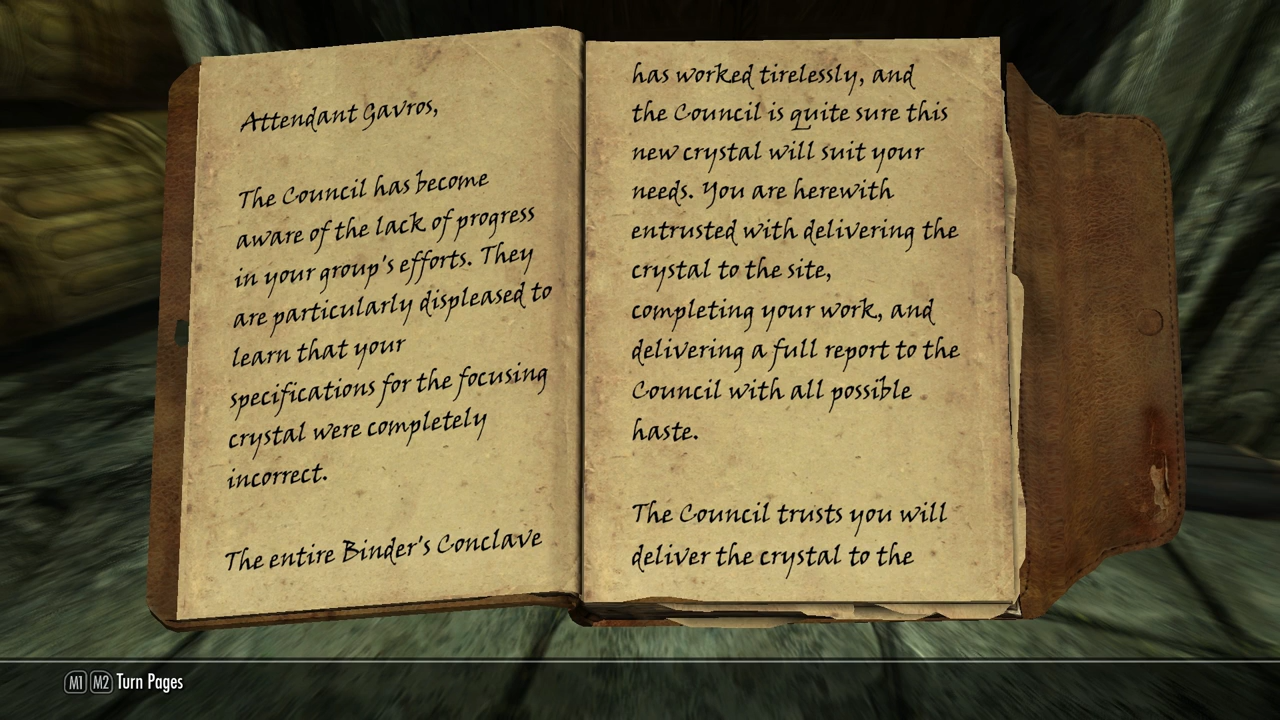 Attendant Gavros,
The Council has become
aware of the lack of progress
in your group's efforts. They
are particularly displeased to
learn that your
specifications for the focusing
crystal were completely
incorrect.
The entire Binder's Conclave
has worked tirelessly, and
the Council is quite sure this
new crystal will suit your
needs. You are herewith
entrusted with delivering the
crystal to the site,
completing your work, and
delivering a full report to the
Council with all possible
haste.
The Council trusts you will
deliver the crystal to the
M1 M2 Turn Pages